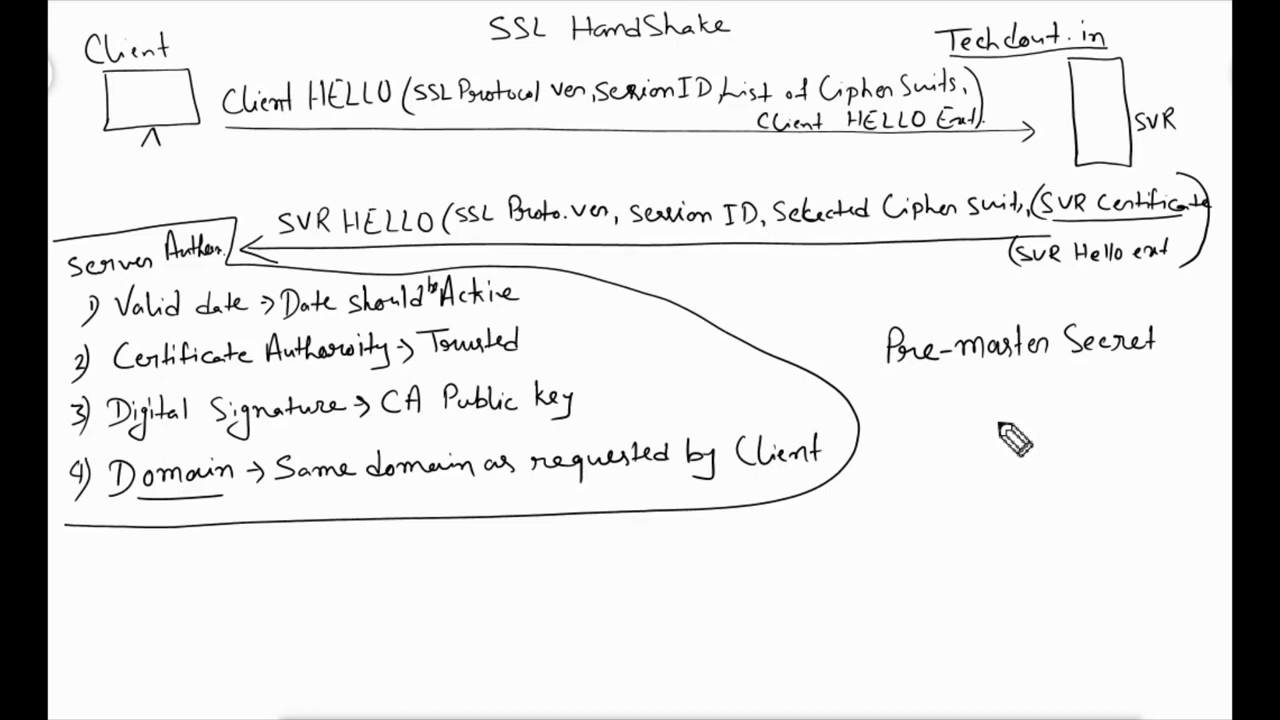 SSL HandShake
Client
Techclout.in
Client HELLO (SSL Protocol ver, Session ID, List of Cipher Suits,
Client HELLO Ext)
SVR
SVR HELLO (SSL Proto. ver, Session ID, Selected Cipher Suit, (SVR Certificate
(SVR Hello ext
Server Authen.
1) Valid date → Date should be Active
2) Certificate Authority → Trusted
3) Digital Signature → CA Public key
4) Domain → Same domain as requested by Client
Pre-master Secret